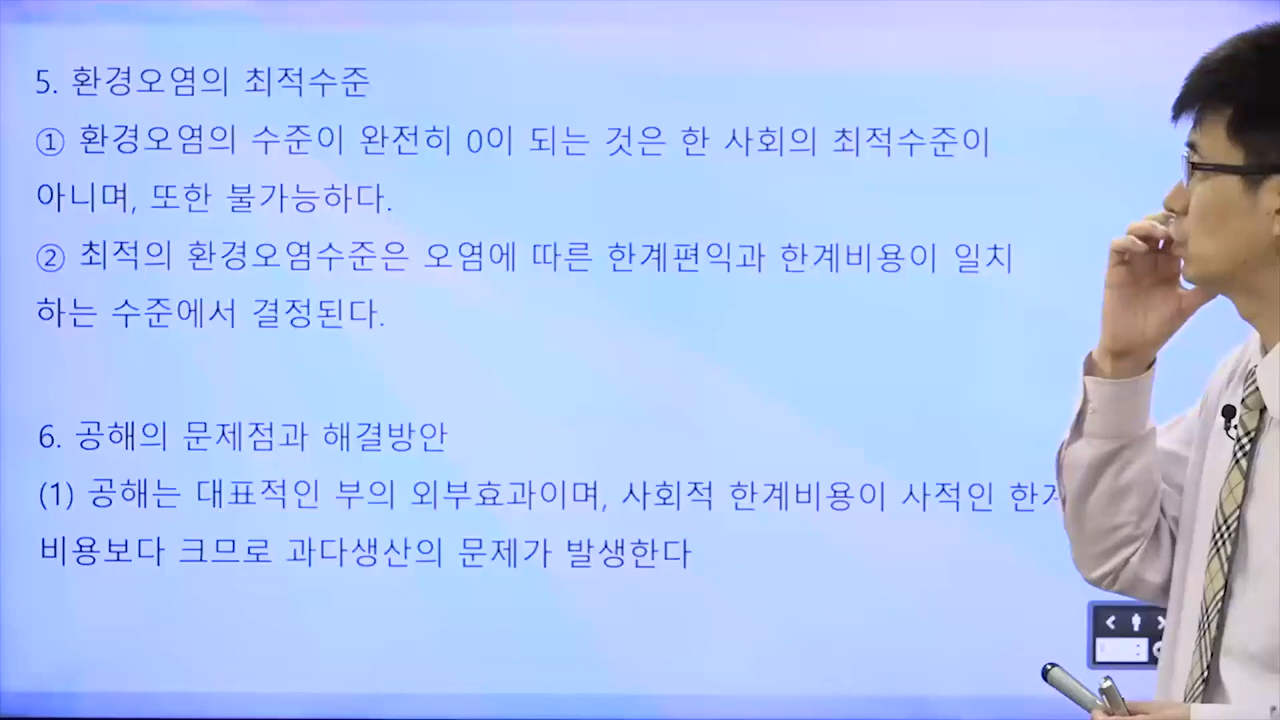 5. 환경오염의 최적수준
① 환경오염의 수준이 완전히 0이 되는 것은 한 사회의 최적수준이
아니며, 또한 불가능하다.
② 최적의 환경오염수준은 오염에 따른 한계편익과 한계비용이 일치
하는 수준에서 결정된다.
6. 공해의 문제점과 해결방안
(1) 공해는 대표적인 부의 외부효과이며, 사회적 한계비용이 사적인
비용보다 크므로 과다생산의 문제가 발생한다